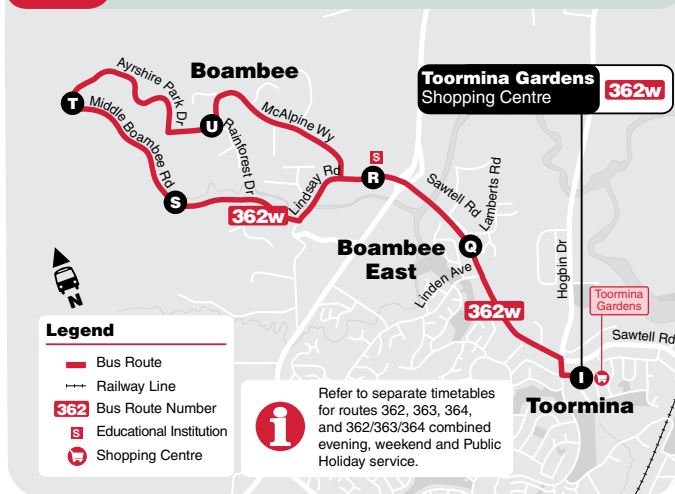 Boambee
Ayrshire Park Dr
McAlpine Wy
Toormina Gardens
Shopping Centre
362w
T
Middle Boambee Rd
U
Rainforest Dr
S
R
Sawtell Rd
Lamberts Rd
S
Lindsay Rd
362w
Boambee
East
Q
Linden Ave
Hogbin Dr
362w
Toormina
Gardens
Sawtell Rd
I
Toormina
N
Legend
Bus Route
Railway Line
362 Bus Route Number
S Educational Institution
Shopping Centre
i
Refer to separate timetables
for routes 362, 363, 364,
and 362/363/364 combined
evening, weekend and Public
Holiday service.